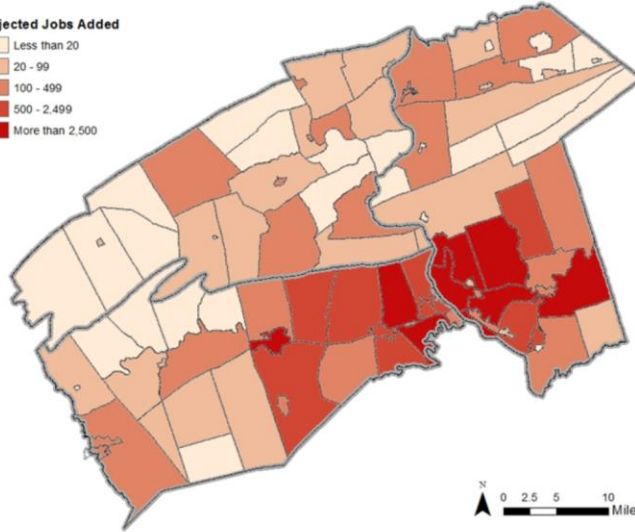 jected Jobs Added
Less than 20
20 - 99
100 - 499
500 - 2,499
More than 2,500
N
0 2.5 5 10
Mile